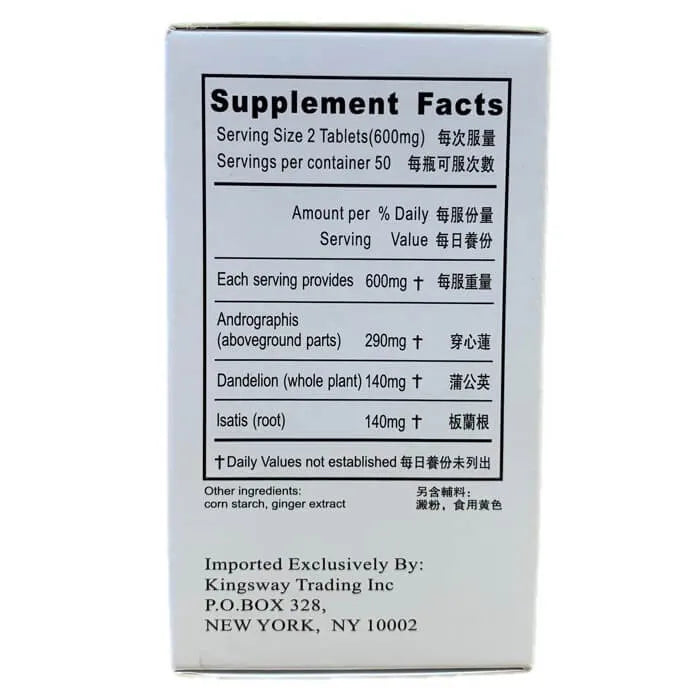 Supplement Facts
Serving Size 2 Tablets(600mg) 每次服量
Servings per container 50 每瓶可服次數
Amount per % Daily 每服份量
Serving Value 每日養份
Each serving provides 600mg † 每服重量
Andrographis
(aboveground parts) 290mg † 穿心蓮
Dandelion (whole plant) 140mg † 蒲公英
Isatis (root) 140mg † 板蘭根
†Daily Values not established 每日養份未列出
Other ingredients: 另含輔料:
corn starch, ginger extract 澱粉, 食用黄色
Imported Exclusively By:
Kingsway Trading Inc
P.O.BOX 328,
NEW YORK, NY 10002